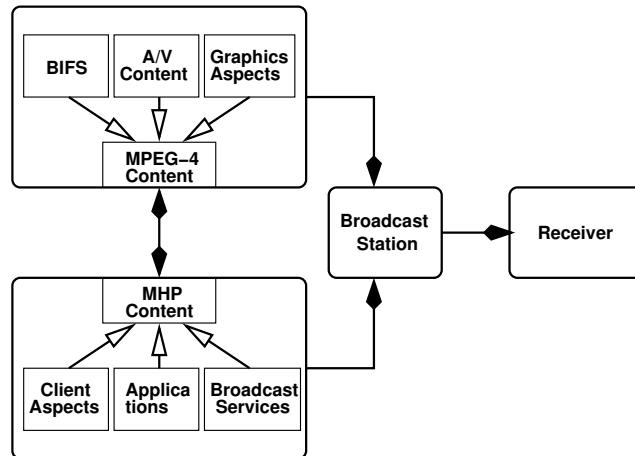 BIFS
A/V
Content
Graphics
Aspects
MPEG–4
Content
Broadcast
Station
Receiver
MHP
Content
Client
Aspects
Applica
tions
Broadcast
Services